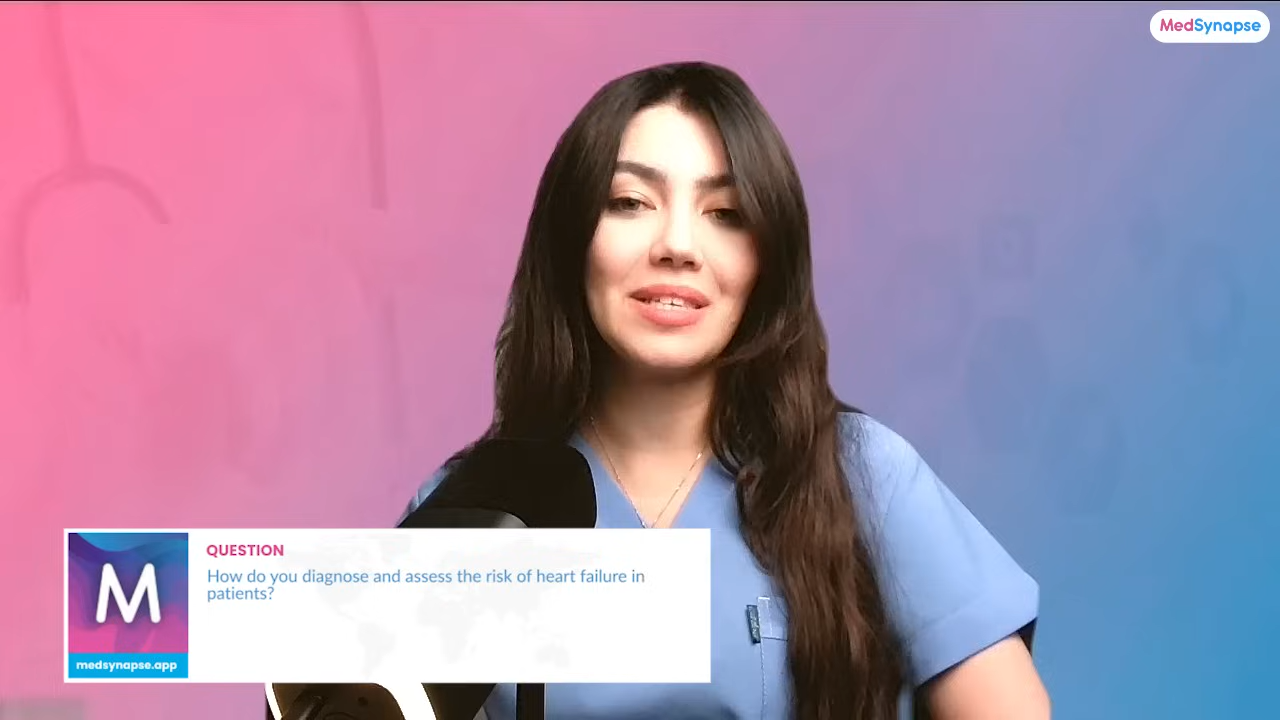 MedSynapse
QUESTION
How do you diagnose and assess the risk of heart failure in
patients?
M
medsynapse.app